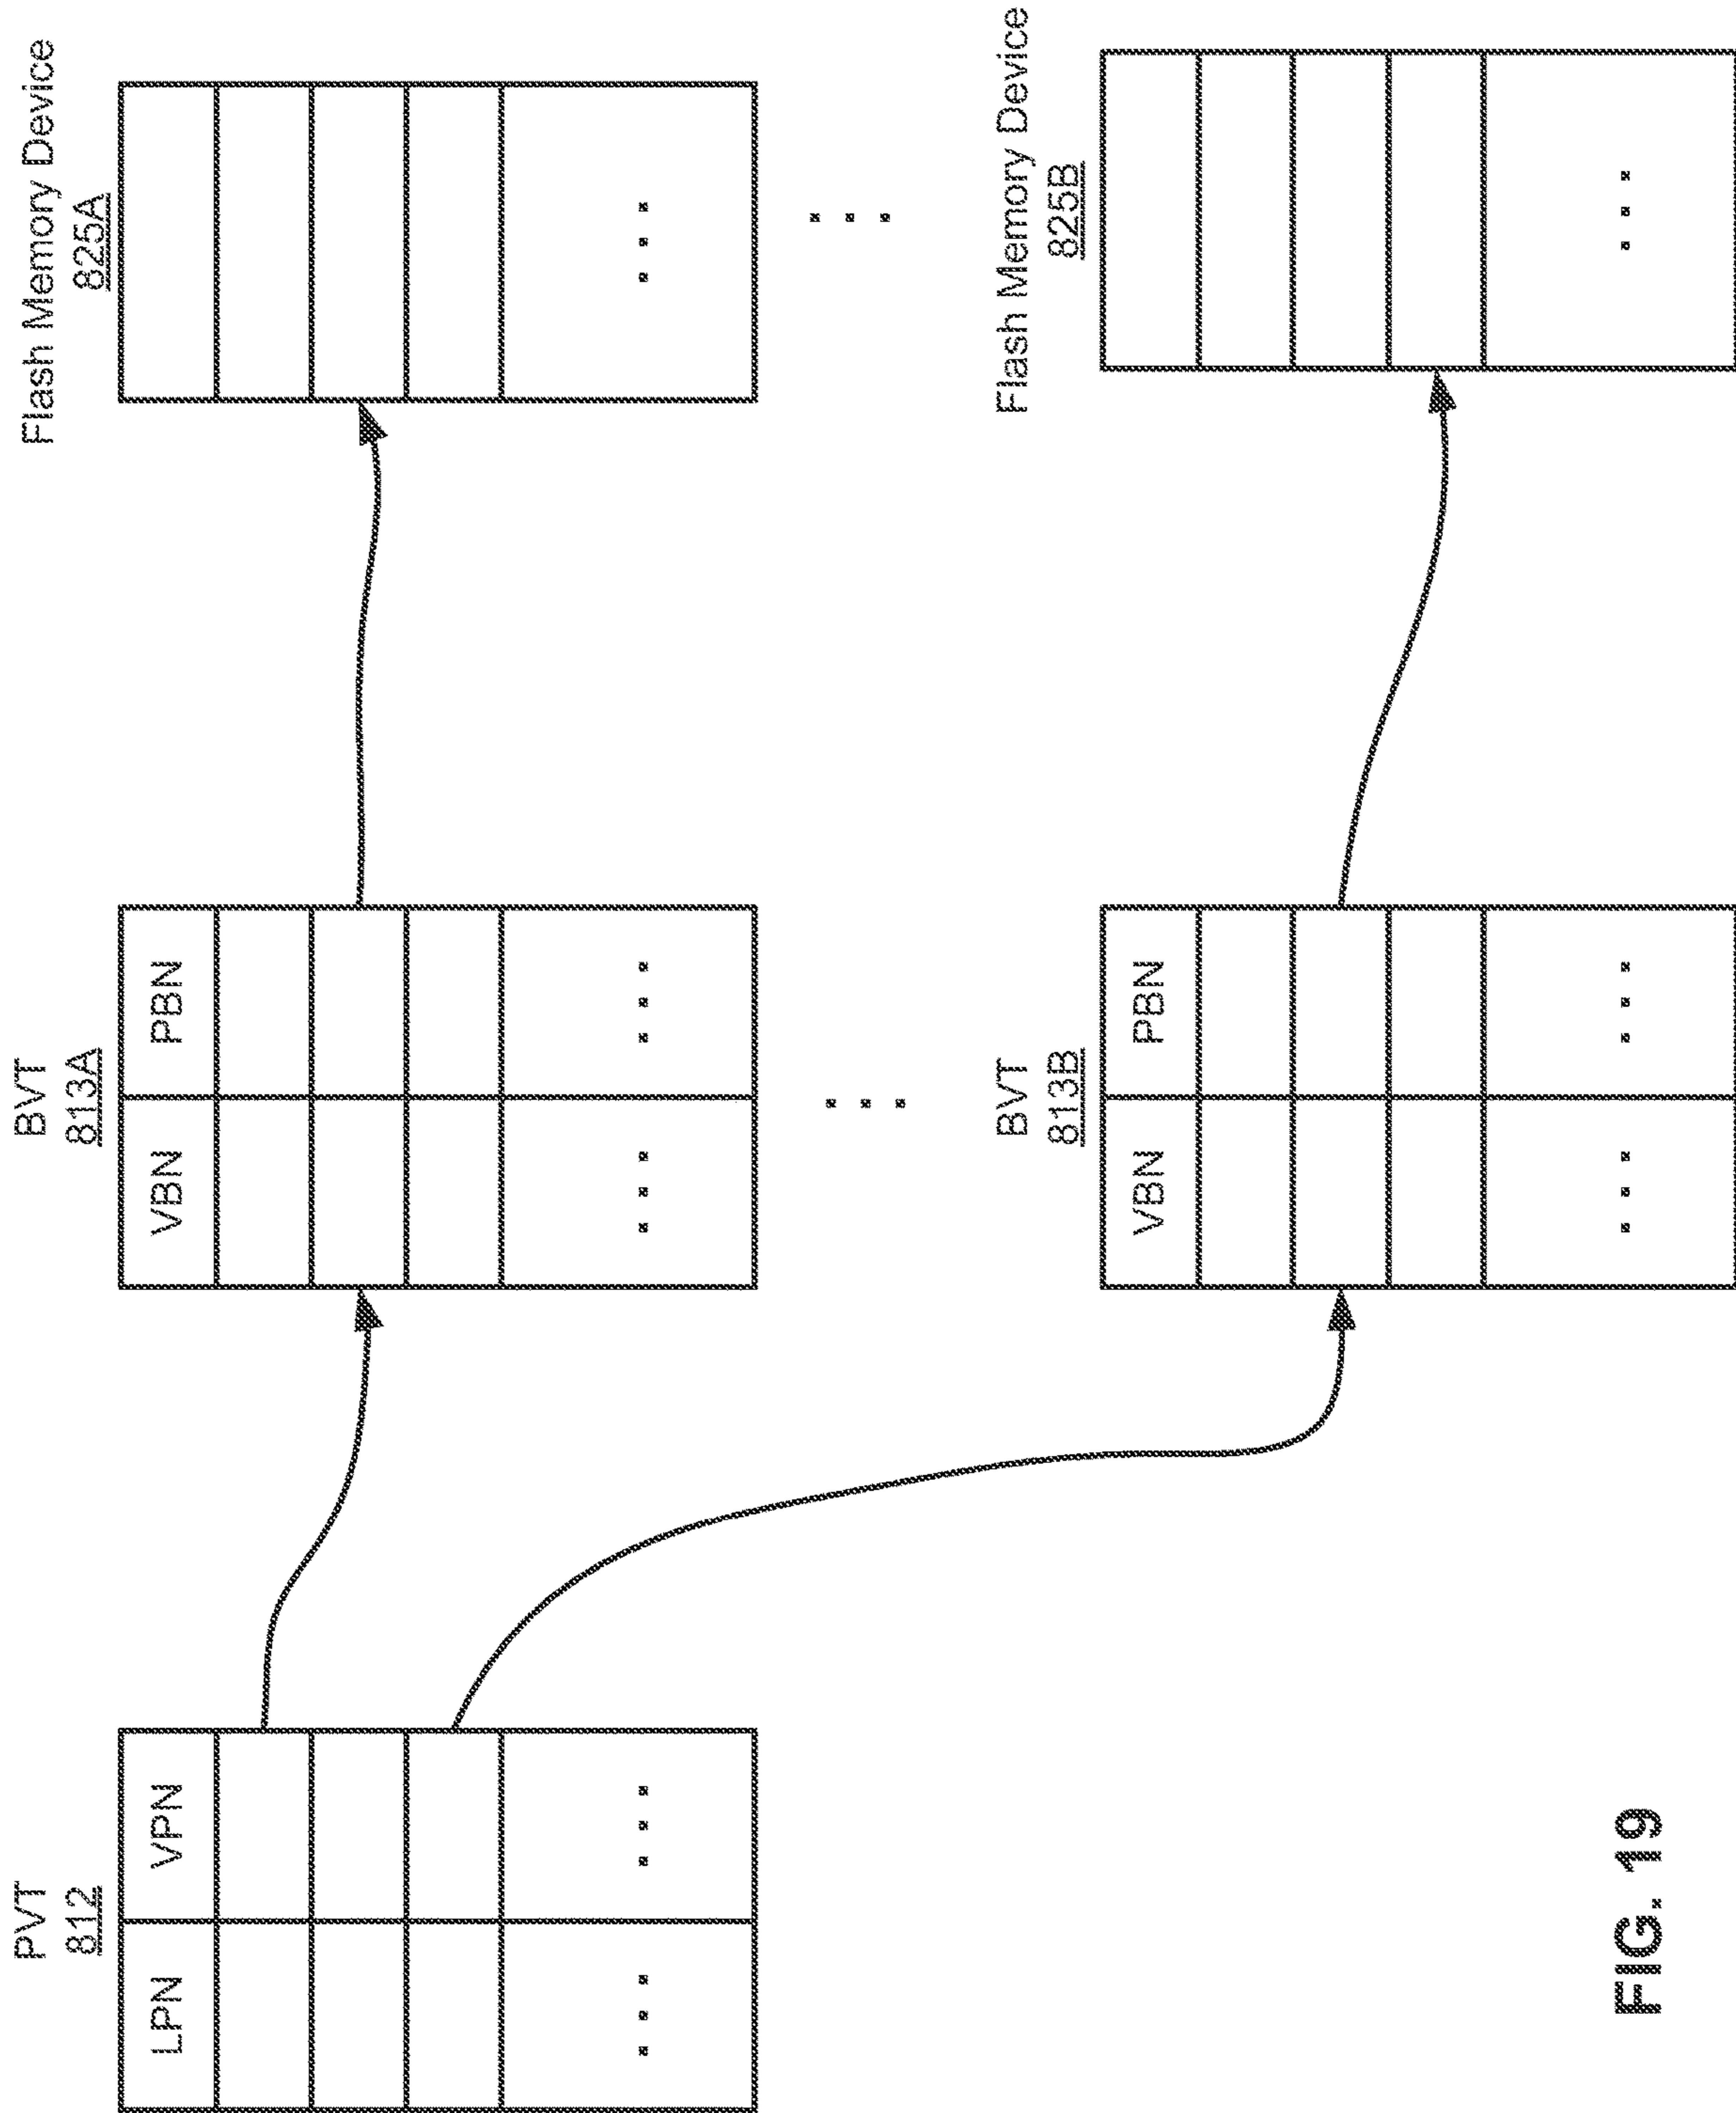 PVT
812
LPN VPN
BVT
813A
VBN PBN
Flash Memory Device
825A
BVT
813B
VBN PBN
Flash Memory Device
825B
FIG. 19